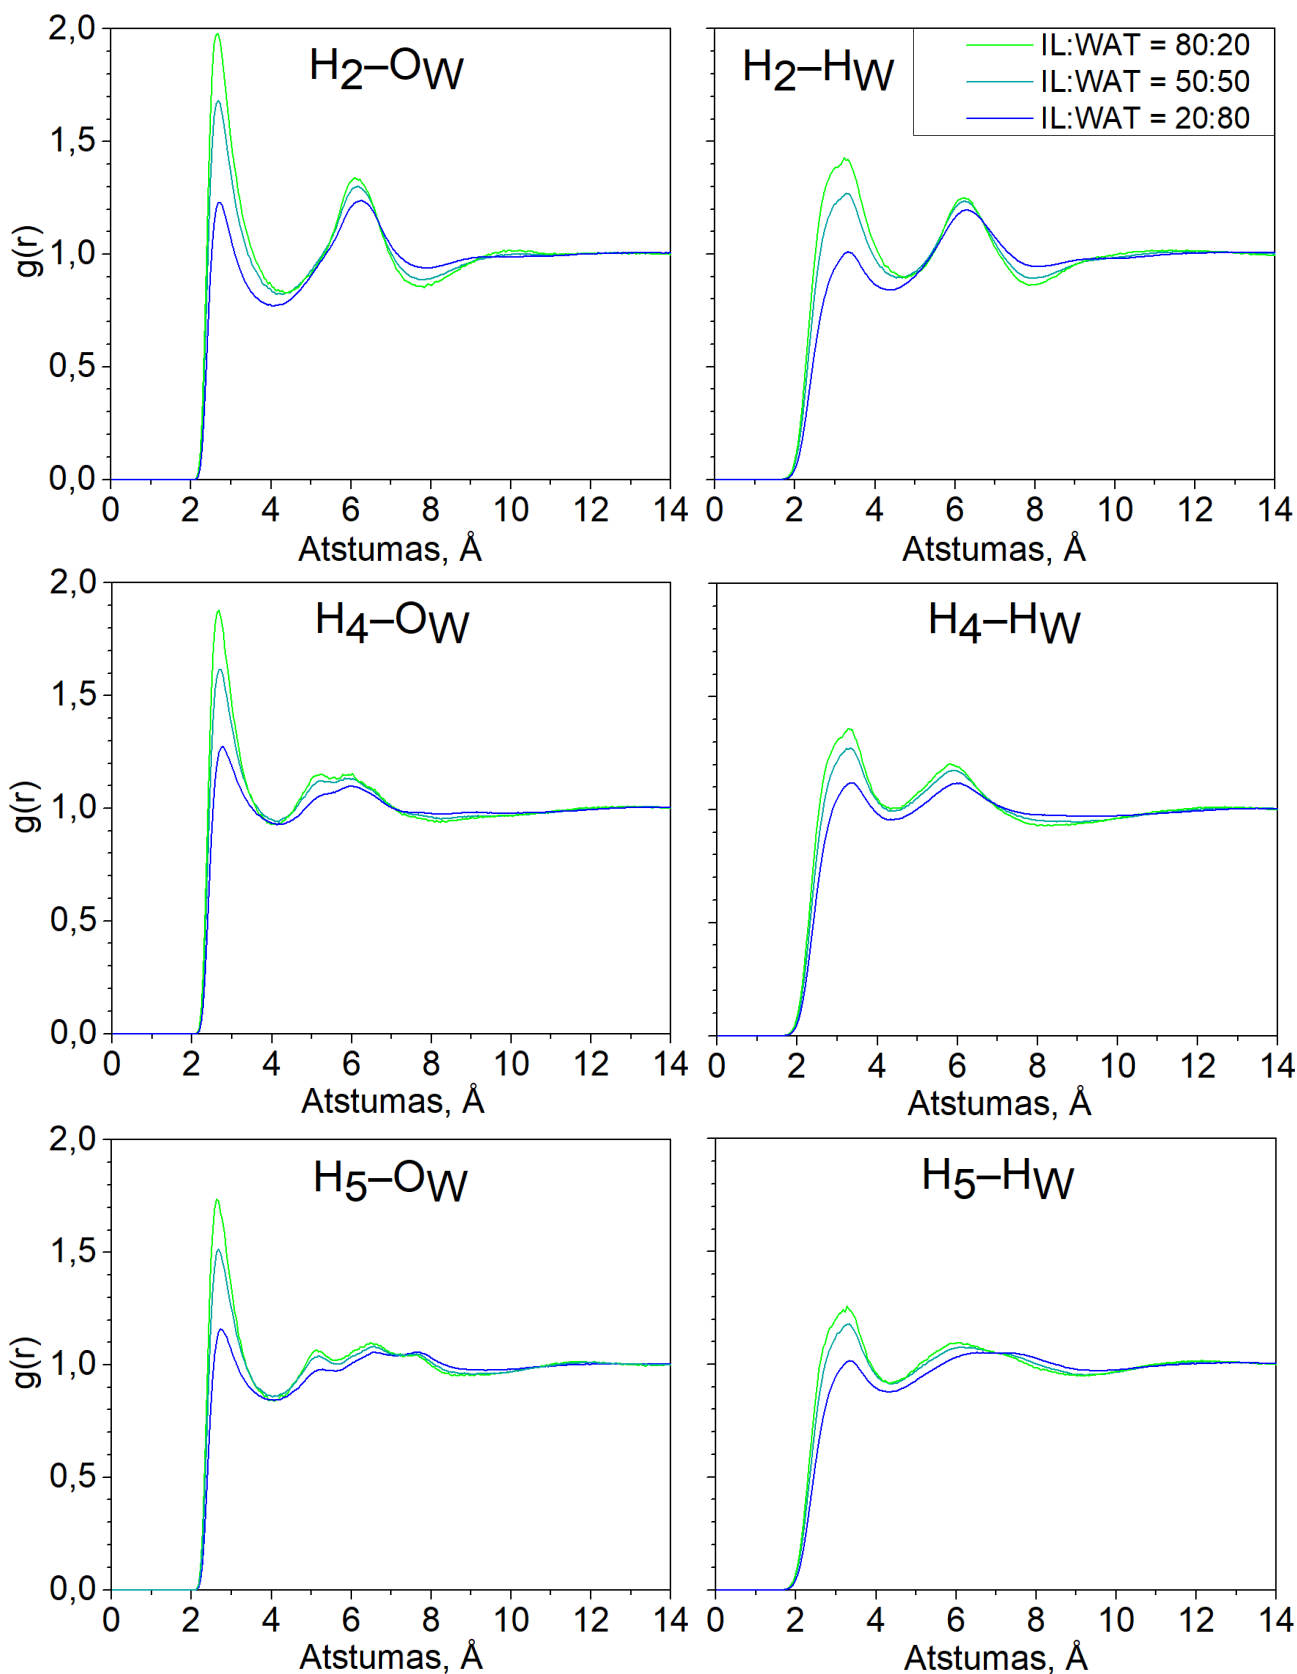 H2–OW
2,0
1,5
1,0
0,5
0,0
g(r)
0 2 4 6 8 10 12 14
Atstumas, Å
H2–HW
IL:WAT = 80:20
IL:WAT = 50:50
IL:WAT = 20:80
0 2 4 6 8 10 12 14
Atstumas, Å
H4–OW
2,0
1,5
1,0
0,5
0,0
g(r)
0 2 4 6 8 10 12 14
Atstumas, Å
H4–HW
0 2 4 6 8 10 12 14
Atstumas, Å
H5–OW
2,0
1,5
1,0
0,5
0,0
g(r)
0 2 4 6 8 10 12 14
Atstumas, Å
H5–HW
0 2 4 6 8 10 12 14
Atstumas, Å